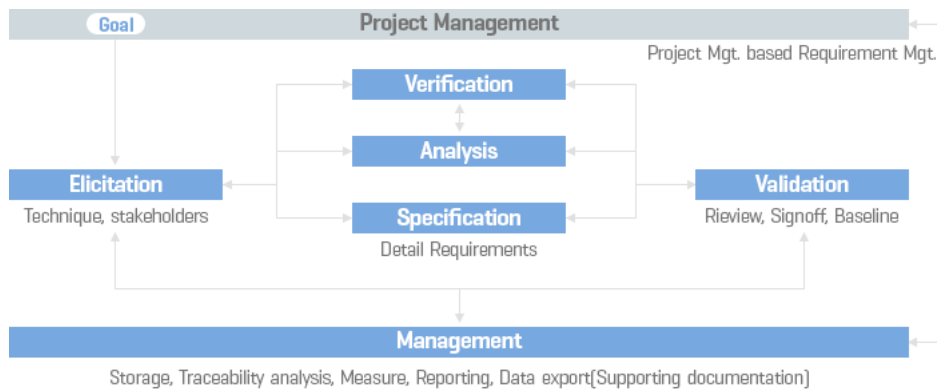 Goal
Project Management
Project Mgt. based Requirement Mgt.
Verification
Analysis
Elicitation
Technique, stakeholders
Specification
Detail Requirements
Validation
Rieview, Signoff, Baseline
Management
Storage, Traceability analysis, Measure, Reporting, Data export(Supporting documentation)